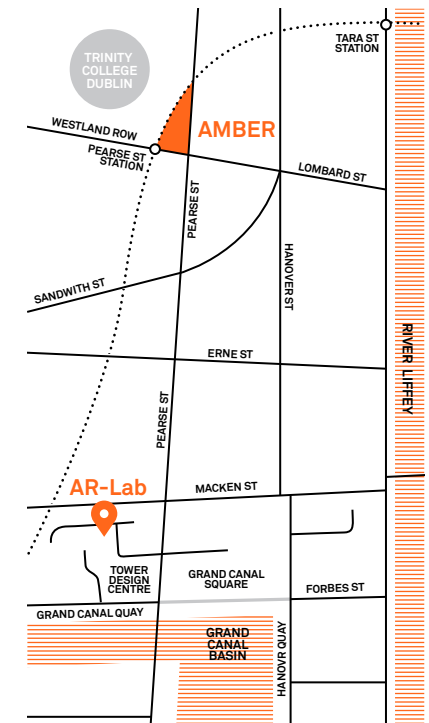 TARA ST
STATION
TRINITY
COLLEGE
DUBLIN
WESTLAND ROW
AMBER
PEARSE ST
STATION
LOMBARD ST
PEARSE ST
HANOVER ST
SANDWITH ST
RIVER LIFFEY
ERNE ST
PEARSE ST
AR-Lab
MACKEN ST
TOWER
DESIGN
CENTRE
GRAND CANAL
SQUARE
FORBES ST
GRAND CANAL QUAY
GRAND
CANAL
BASIN
HANOVR QUAY